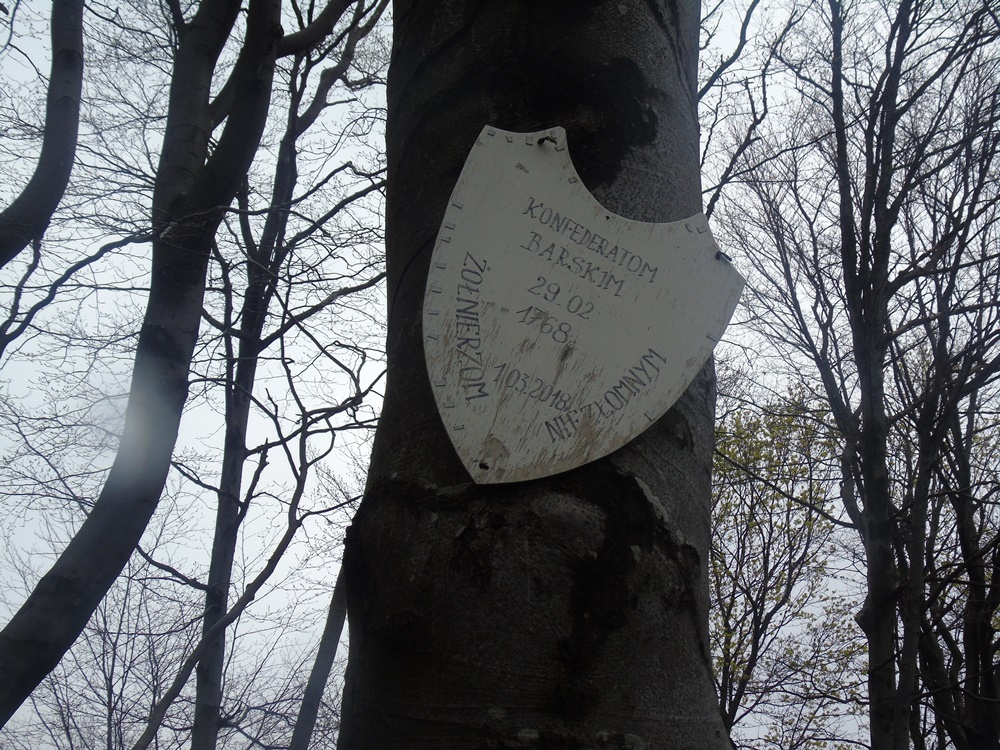 KONFEDERATOM
BARSKIM
29.02
1768.
ŻOŁNIERZOM
1.03.2018
NIEZŁOMNYM